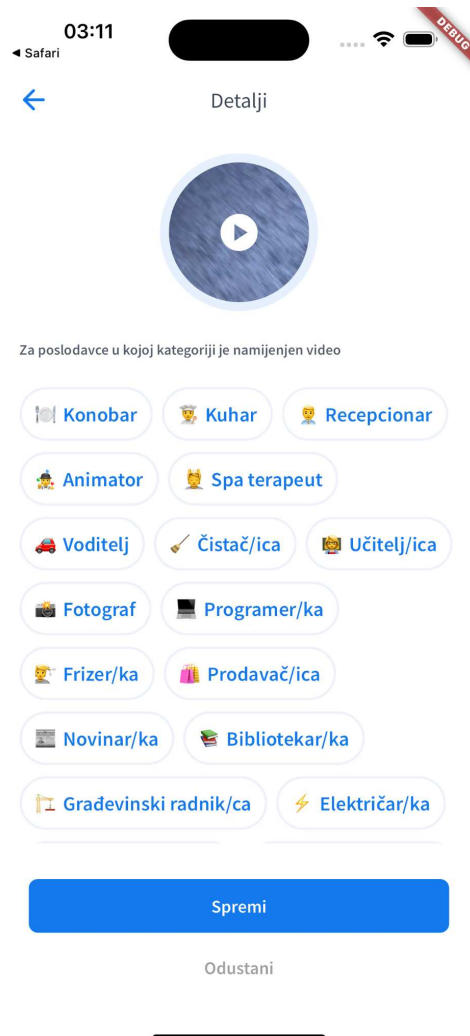 03:11
◀ Safari
DEBUG
Detalji
Za poslodavce u kojoj kategoriji je namijenjen video
Konobar Kuhar Recepcionar
Animator Spa terapeut
Voditelj Čistač/ica Učitelj/ica
Fotograf Programer/ka
Frizer/ka Prodavač/ica
Novinar/ka Bibliotekar/ka
Građevinski radnik/ca Električar/ka
Spremi
Odustani